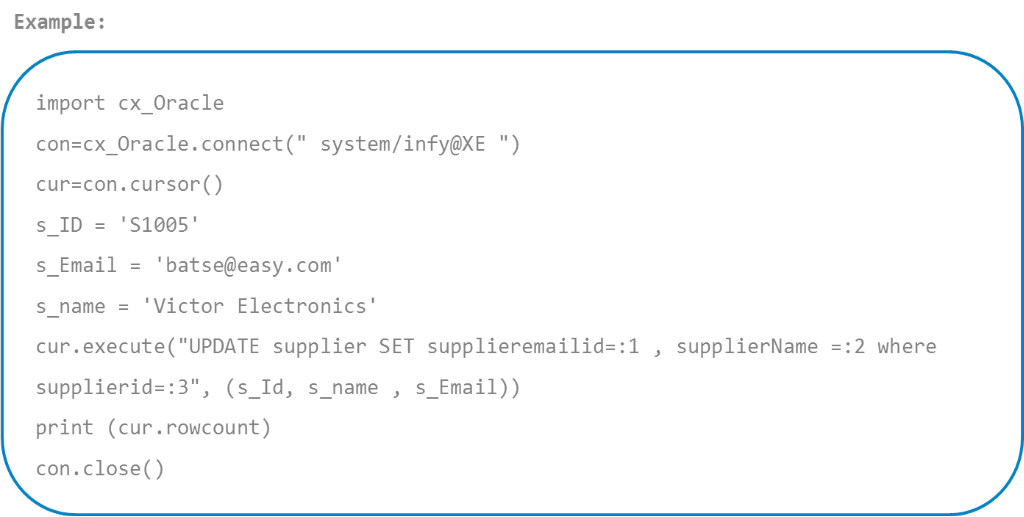 Example:
import cx_Oracle
con=cx_Oracle.connect(" system/infy@XE ")
cur=con.cursor()
s_ID = 'S1005'
s_Email = 'batse@easy.com'
s_name = 'Victor Electronics'
cur.execute("UPDATE supplier SET supplieremailid=:1 , supplierName =:2 where
supplierid=:3", (s_Id, s_name , s_Email))
print (cur.rowcount)
con.close()